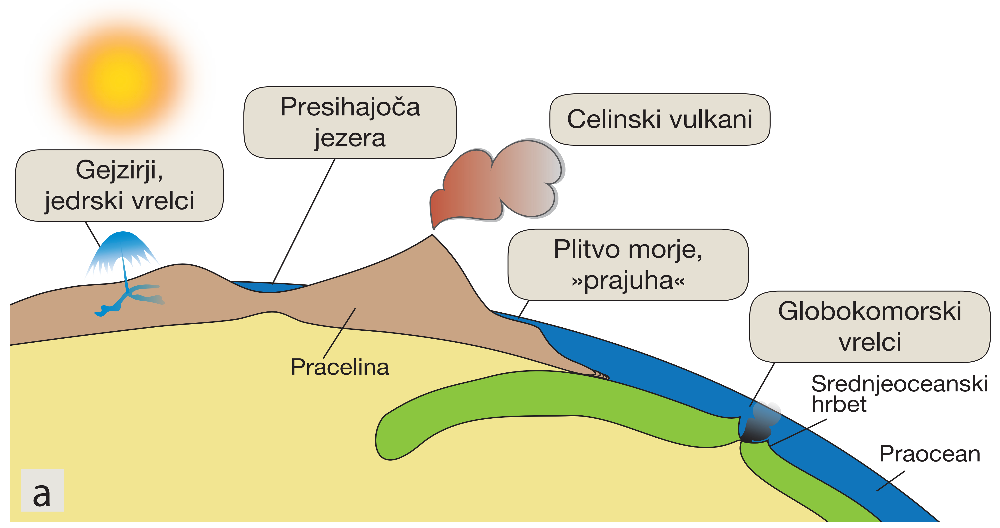 Presihajoča
jezera
Celinski vulkani
Gejzirji,
jedrski vrelci
Plitvo morje,
»prajuha«
Globokomorski
vrelci
Pracelina
Srednjeoceanski
hrbet
Praocean
a